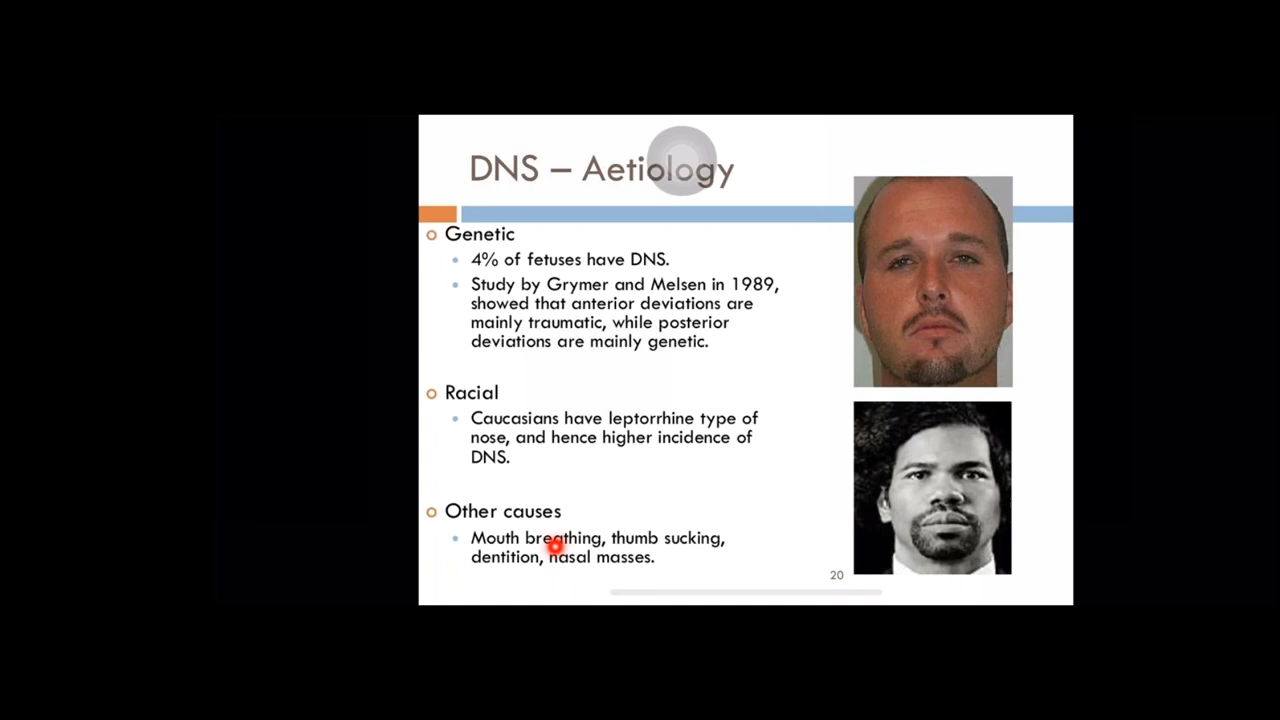 DNS – Aetiology
Genetic
4% of fetuses have DNS.
Study by Grymer and Melsen in 1989,
showed that anterior deviations are
mainly traumatic, while posterior
deviations are mainly genetic.
Racial
Caucasians have leptorrhine type of
nose, and hence higher incidence of
DNS.
Other causes
Mouth breathing, thumb sucking,
dentition, nasal masses.
20